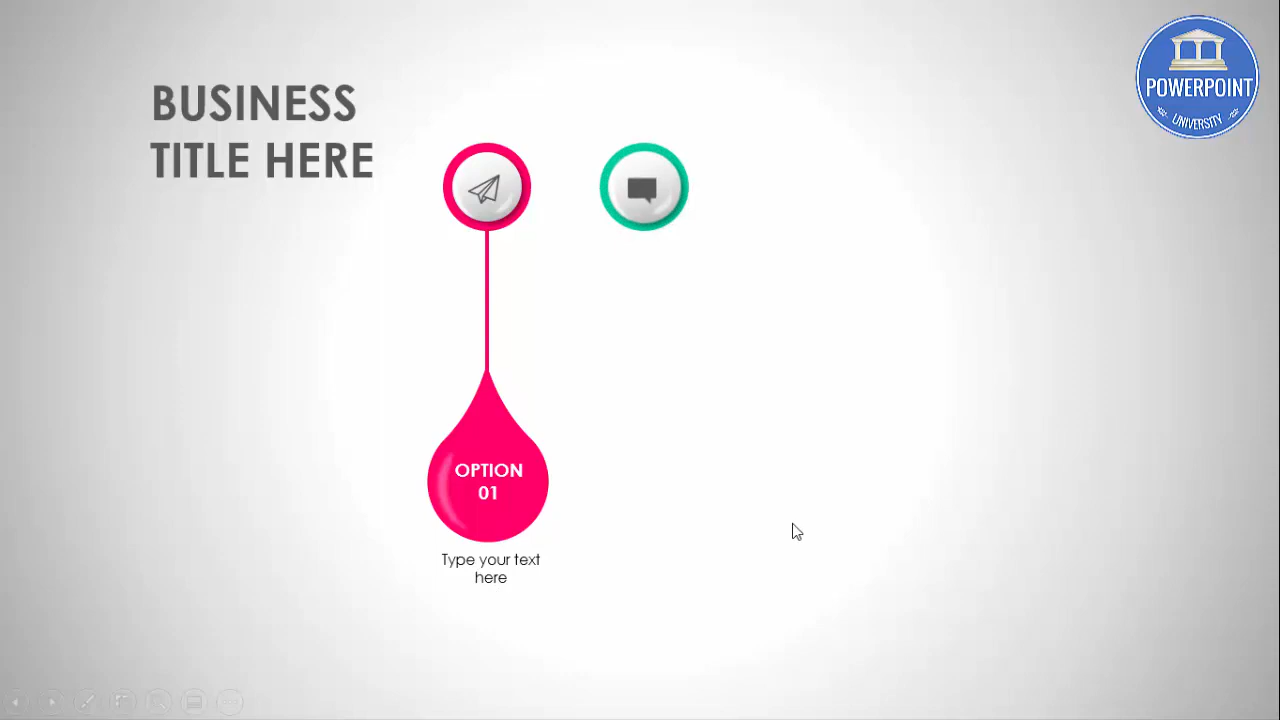 BUSINESS
TITLE HERE
POWERPOINT
UNIVERSITY
OPTION
01
Type your text
here